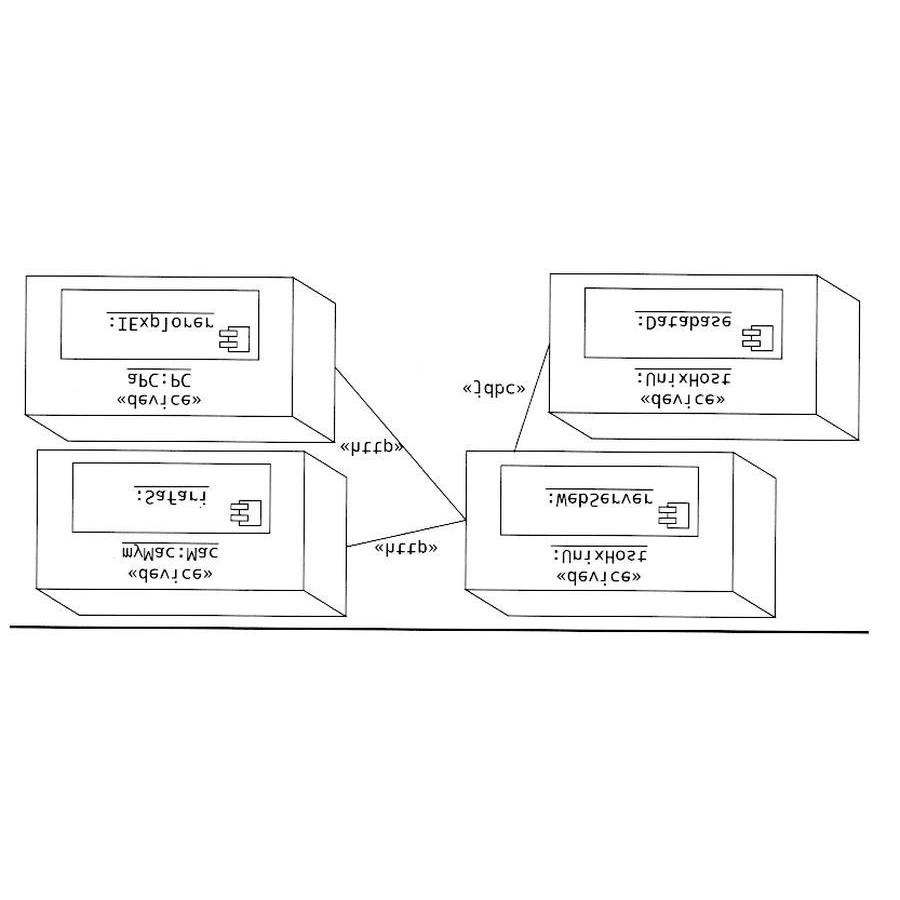 «device»
myMac:Mac
:Safari
«http»
«device»
:UnixHost
:WebServer
«device»
aPC:PC
:IExplorer
«http»
«jdbc»
«device»
:UnixHost
:Database